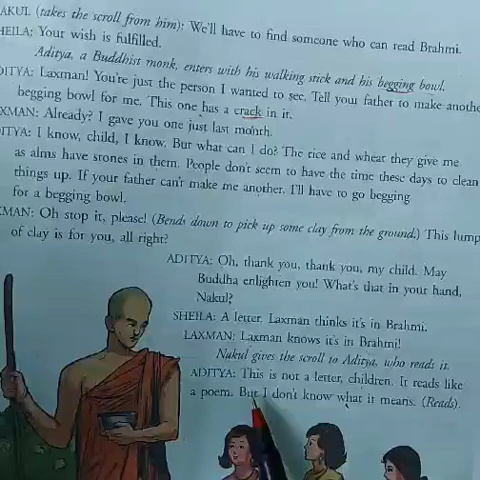 AKUL (takes the scroll from him): We'll have to find someone who can read Brahmi.
HEILA: Your wish is fulfilled.
Aditya, a Buddhist monk, enters with his walking stick and his begging bowl.
DITYA: Laxman! You're just the person I wanted to see. Tell your father to make anothe
begging bowl for me. This one has a crack in it.
XMAN: Already? I gave you one just last month.
DITYA: I know, child, I know. But what can I do? The rice and wheat they give me
as alms have stones in them. People don't seem to have the time these days to clean
things up. If your father can't make me another, I'll have to go begging
for a begging bowl.
XMAN: Oh stop it, please! (Bends down to pick up some clay from the ground.) This lump
of clay is for you, all right?
ADITYA: Oh, thank you, thank you, my child. May
Buddha enlighten you! What's that in your hand,
Nakul?
SHEILA: A letter. Laxman thinks it's in Brahmi.
LAXMAN: Laxman knows it's in Brahmi!
Nakul gives the scroll to Aditya, who reads it.
ADITYA: This is not a letter, children. It reads like
a poem. But I don't know what it means. (Reads).